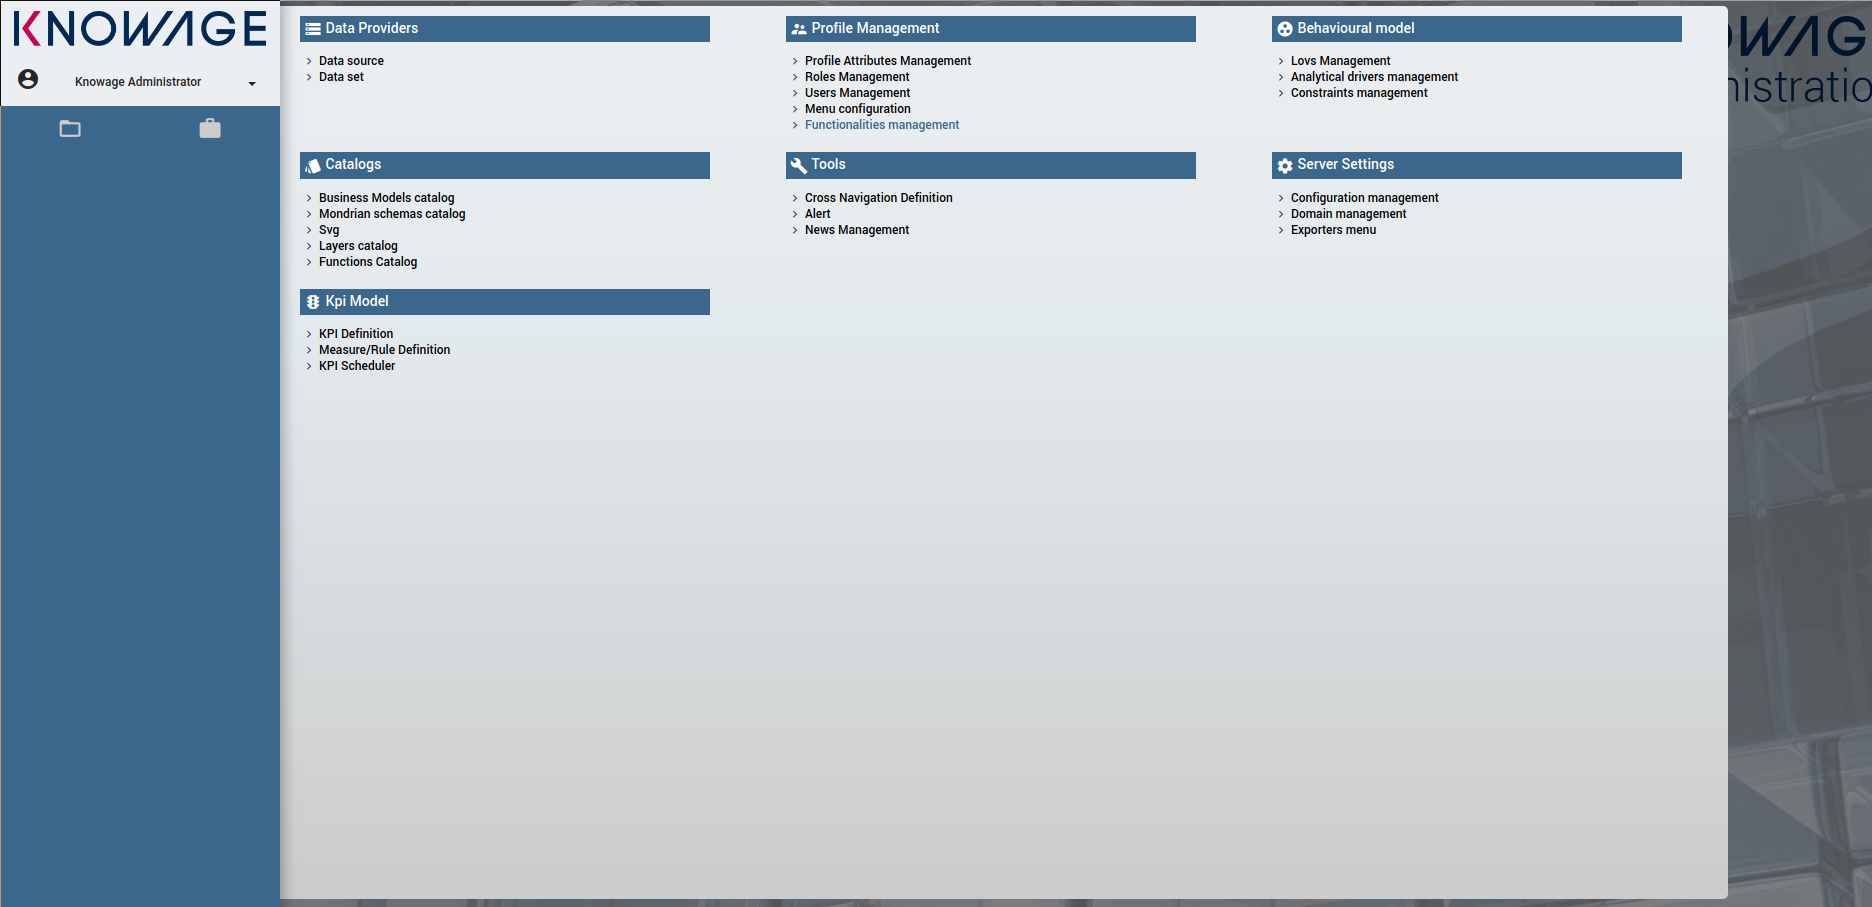 KNOWAGE
Knowage Administrator
Data Providers
Data source
Data set
Profile Management
Profile Attributes Management
Roles Management
Users Management
Menu configuration
Functionalities management
Behavioural model
Lovs Management
Analytical drivers management
Constraints management
Catalogs
Business Models catalog
Mondrian schemas catalog
Svg
Layers catalog
Functions Catalog
Tools
Cross Navigation Definition
Alert
News Management
Server Settings
Configuration management
Domain management
Exporters menu
Kpi Model
KPI Definition
Measure/Rule Definition
KPI Scheduler